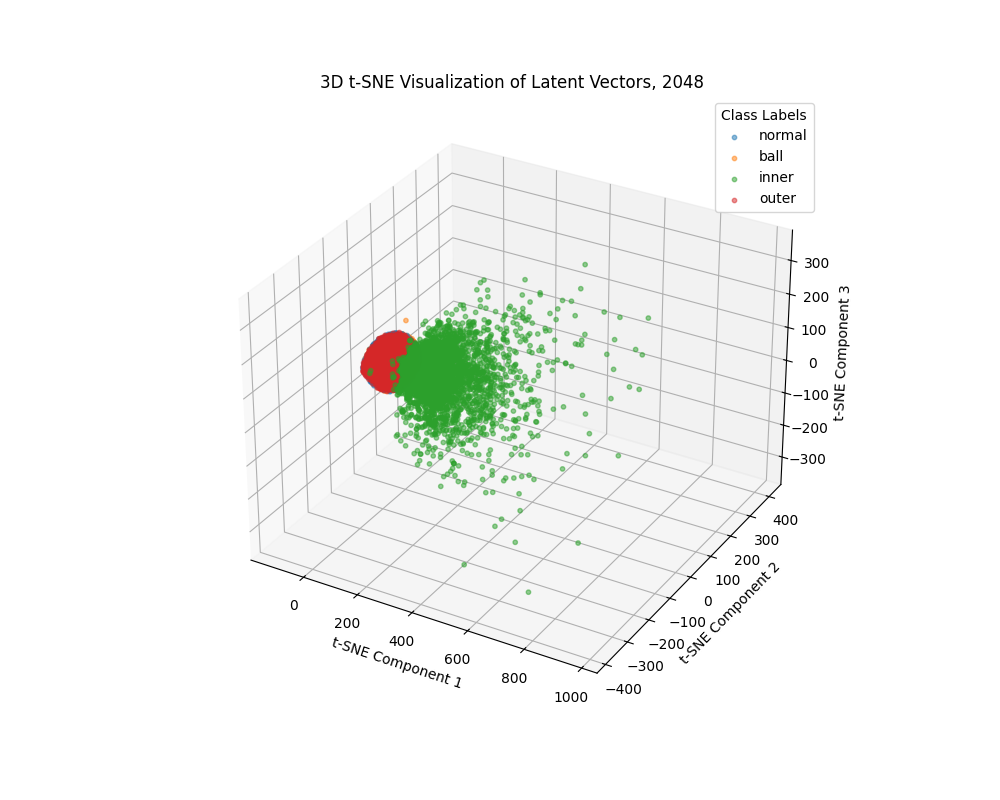 3D t-SNE Visualization of Latent Vectors, 2048
Class Labels
normal
ball
inner
outer
300
200
100
0
−100
−200
−300
t-SNE Component 3
400
300
200
100
0
−100
−200
−300
−400
t-SNE Component 2
0
200
400
600
800
1000
t-SNE Component 1